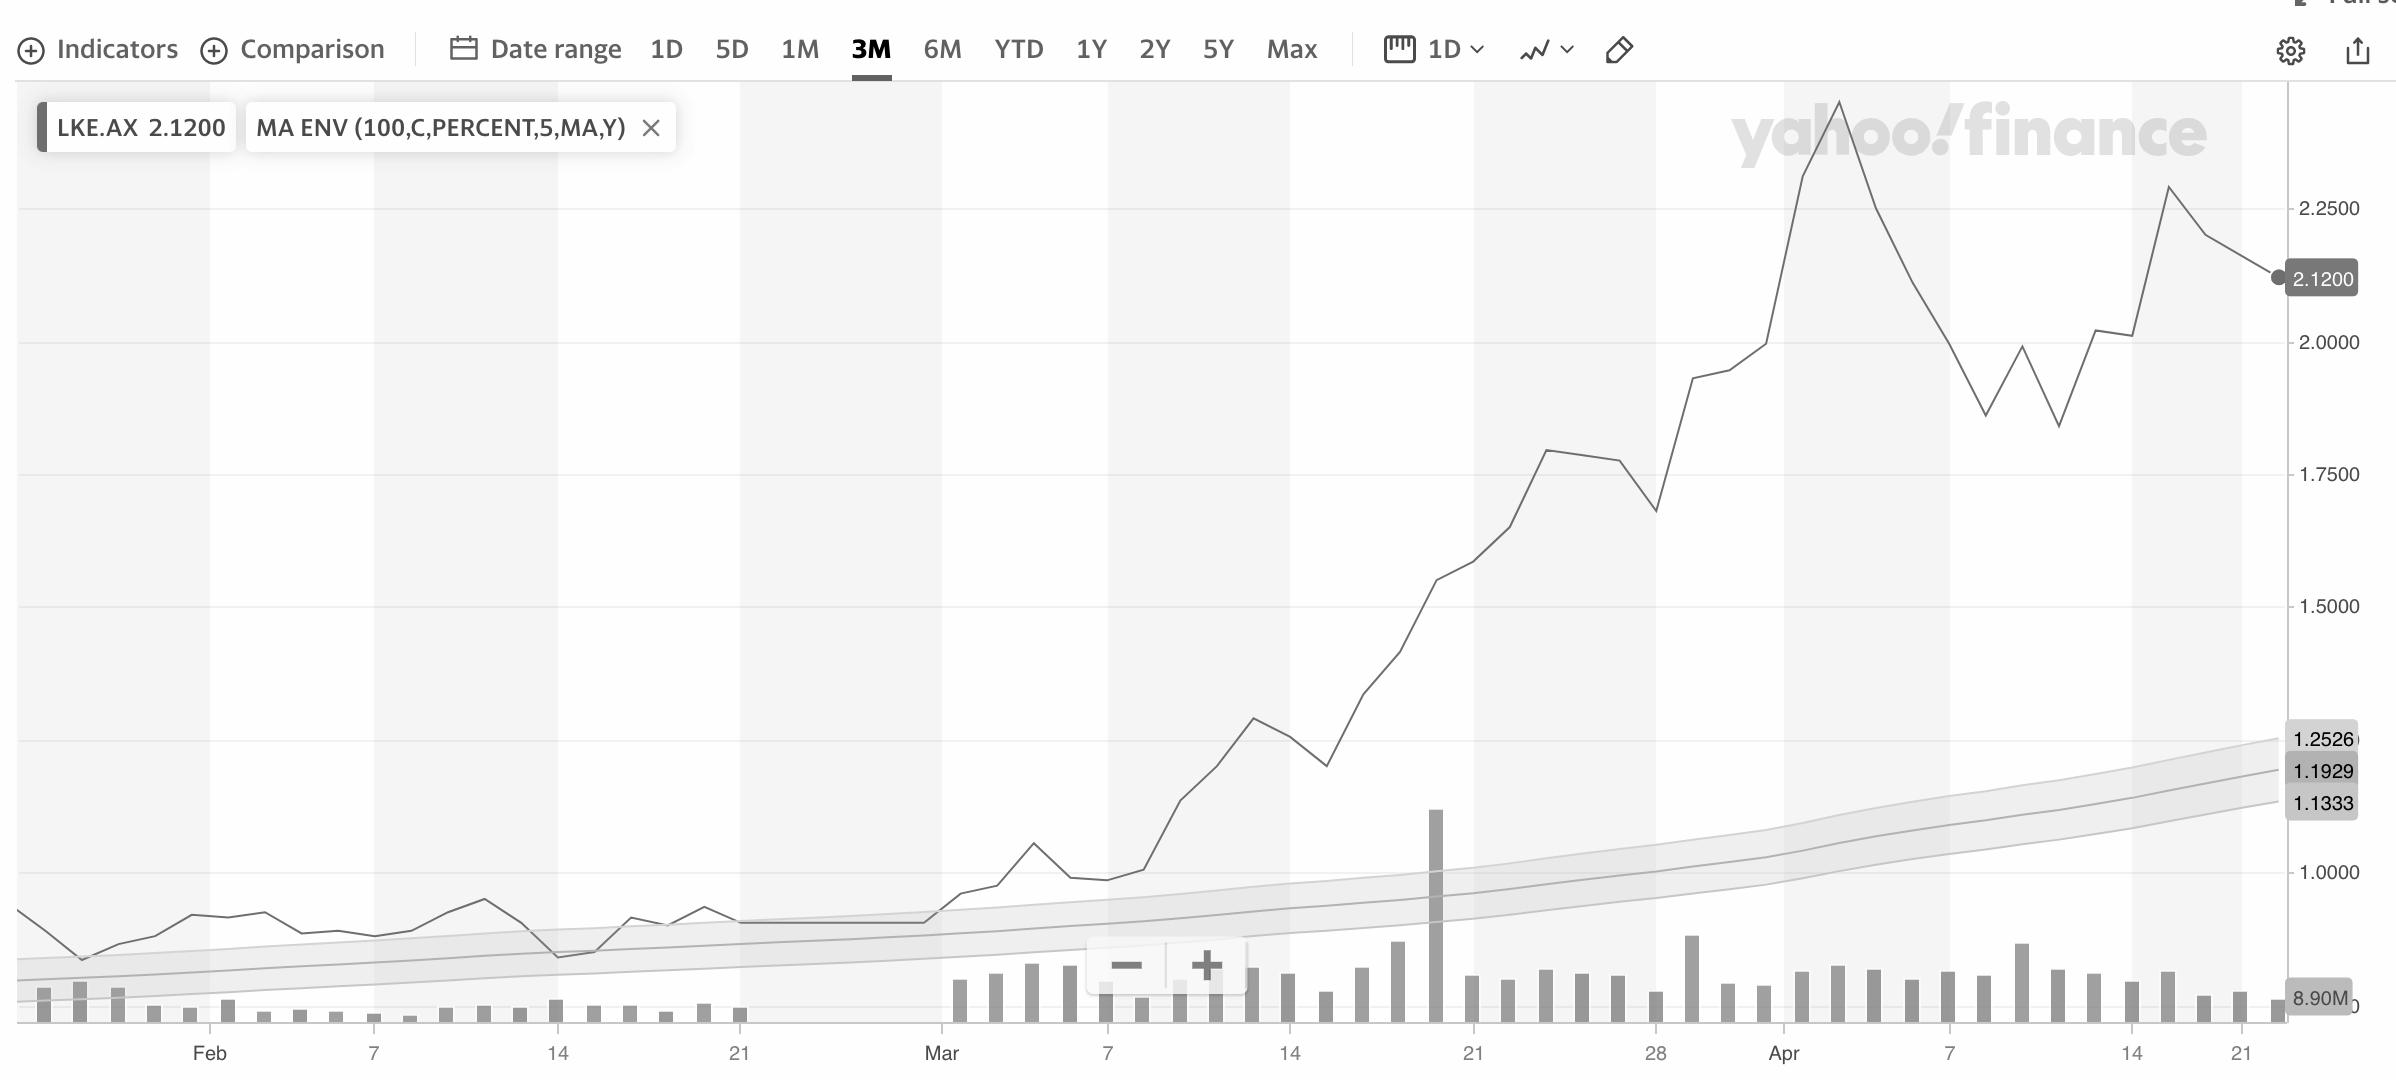 Indicators Comparison Date range 1D 5D 1M 3M 6M YTD 1Y 2Y 5Y Max 1D
LKE.AX 2.1200 MA ENV (100,C,PERCENT,5,MA,Y)
yahoo!finance
2.2500
2.1200
2.0000
1.7500
1.5000
1.2526
1.1929
1.1333
1.0000
8.90M
Feb 7 14 21 Mar 7 14 21 28 Apr 7 14 21